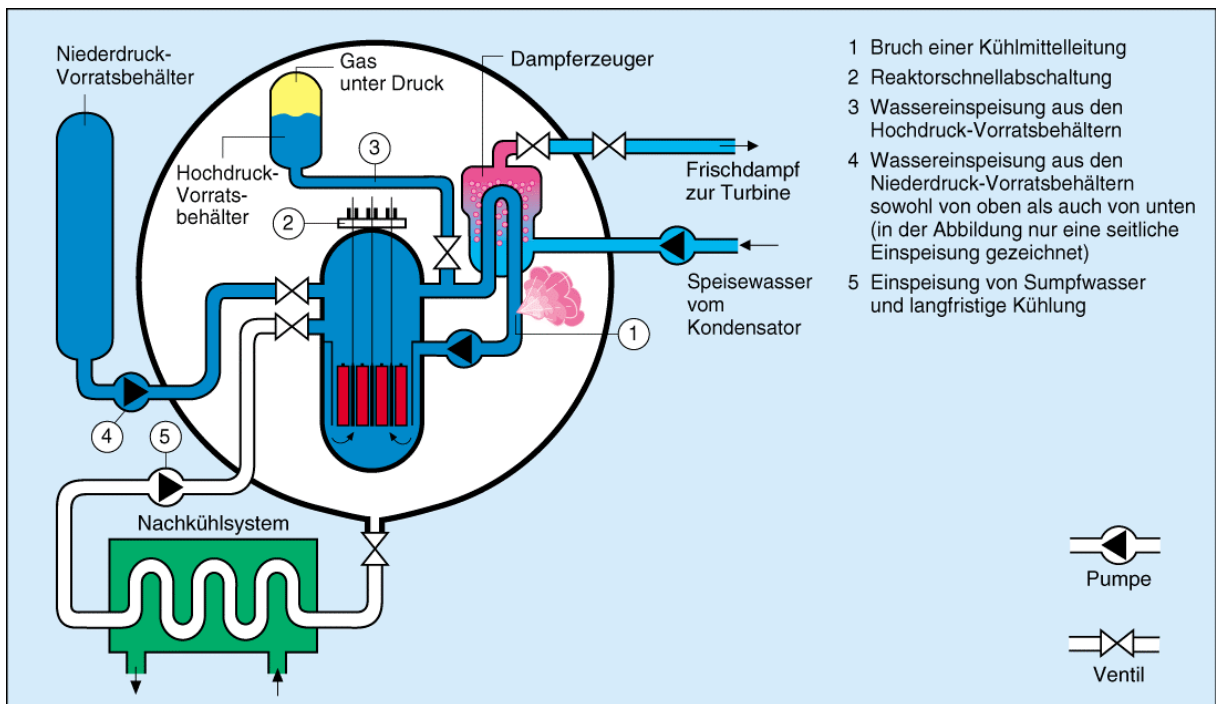 Niederdruck-
Vorratsbehälter
Gas
unter Druck
Dampferzeuger
Hochdruck-
Vorrats-
behälter
3
2
Frischdampf
zur Turbine
Speisewasser
vom
Kondensator
1
4
5
Nachkühlsystem
1 Bruch einer Kühlmittelleitung
2 Reaktorschnellabschaltung
3 Wassereinspeisung aus den
Hochdruck-Vorratsbehältern
4 Wassereinspeisung aus den
Niederdruck-Vorratsbehältern
sowohl von oben als auch von unten
(in der Abbildung nur eine seitliche
Einspeisung gezeichnet)
5 Einspeisung von Sumpfwasser
und langfristige Kühlung
Pumpe
Ventil